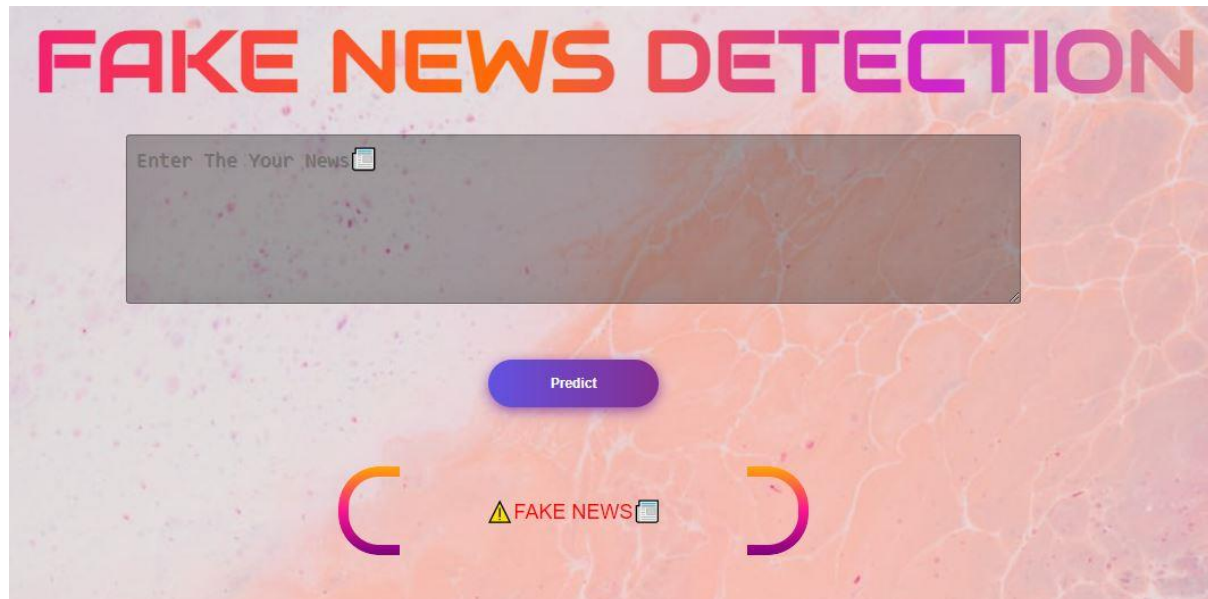 FAKE NEWS DETECTION
Enter The Your News📰
Predict
⚠️FAKE NEWS📰